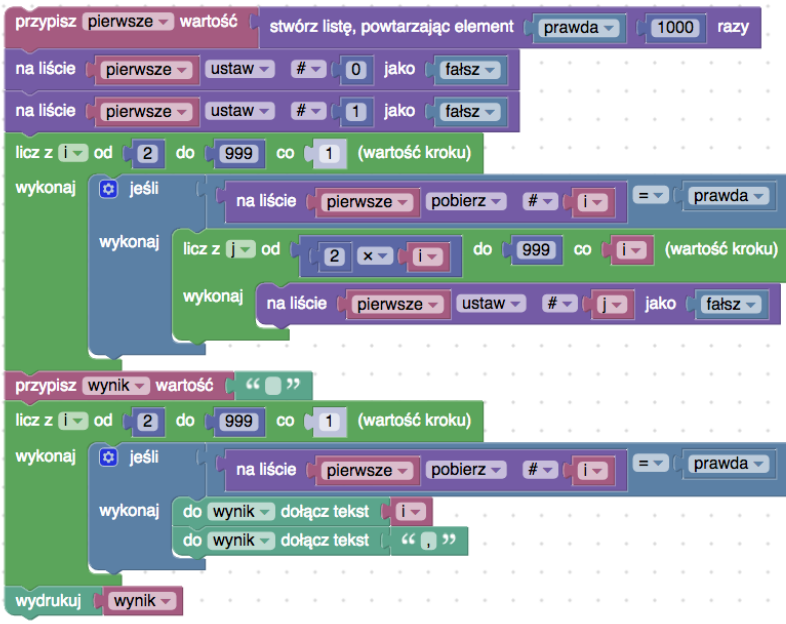 przypisz pierwsze wartość stwórz listę, powtarzając element prawda 1000 razy
na liście pierwsze ustaw # 0 jako fałsz
na liście pierwsze ustaw # 1 jako fałsz
licz z i od 2 do 999 co 1 (wartość kroku)
wykonaj jeśli na liście pierwsze pobierz # i = prawda
wykonaj licz z j od 2 × i do 999 co i (wartość kroku)
wykonaj na liście pierwsze ustaw # j jako fałsz
przypisz wynik wartość “ ”
licz z i od 2 do 999 co 1 (wartość kroku)
wykonaj jeśli na liście pierwsze pobierz # i = prawda
wykonaj do wynik dołącz tekst i
do wynik dołącz tekst “ , ”
wydrukuj wynik